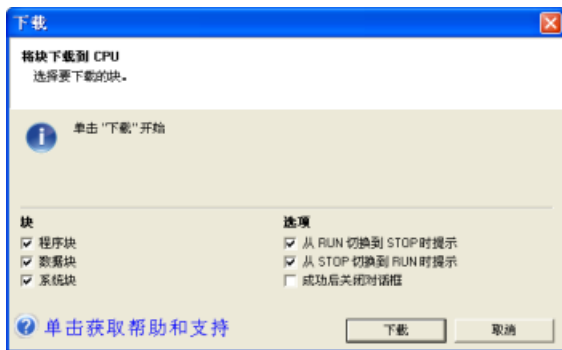 下载
将块下载到 CPU
选择要下载的块。
单击 "下载" 开始
块
程序块
数据块
系统块
选项
从 RUN 切换到 STOP 时提示
从 STOP 切换到 RUN 时提示
成功后关闭对话框
单击获取帮助和支持
下载
取消